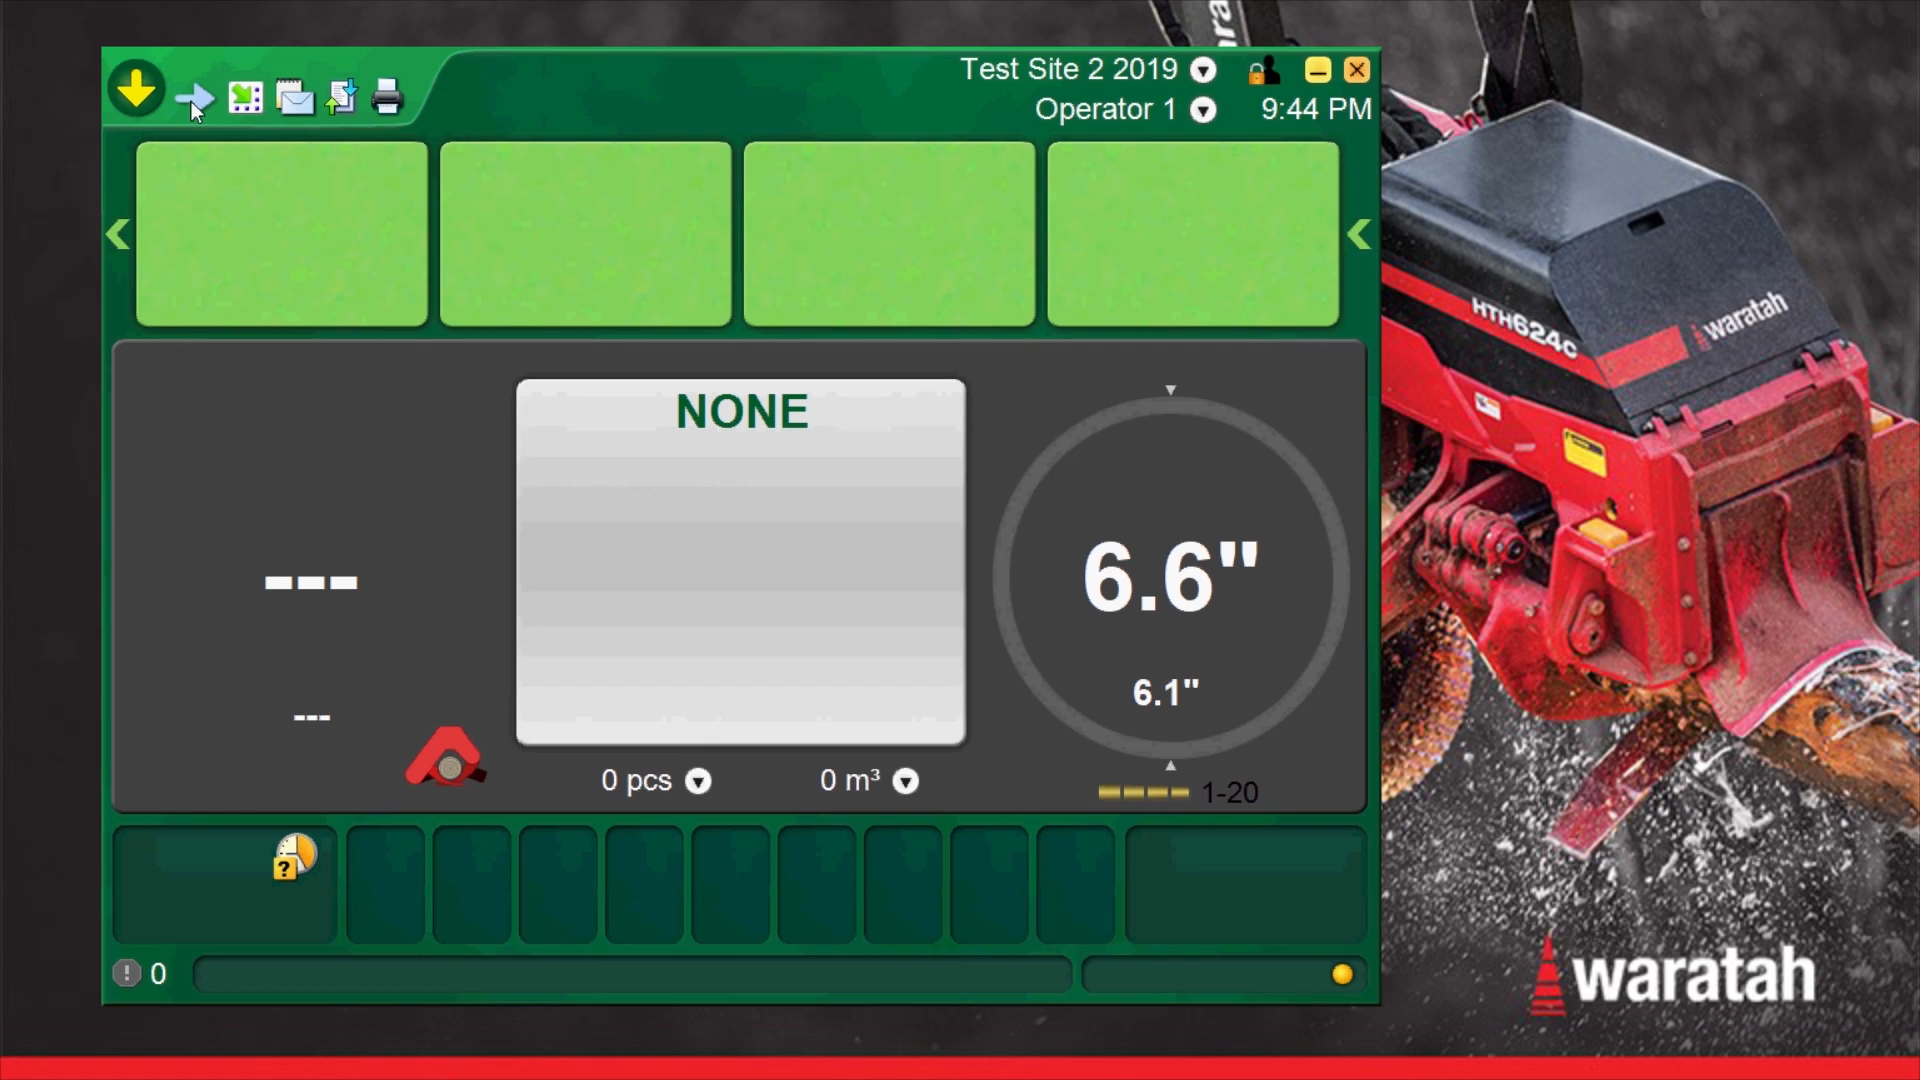 Test Site 2 2019
Operator 1
9:44 PM
NONE
---
---
6.6"
6.1"
0 pcs
0 m³
1-20
?
! 0
HTH624C
waratah
waratah